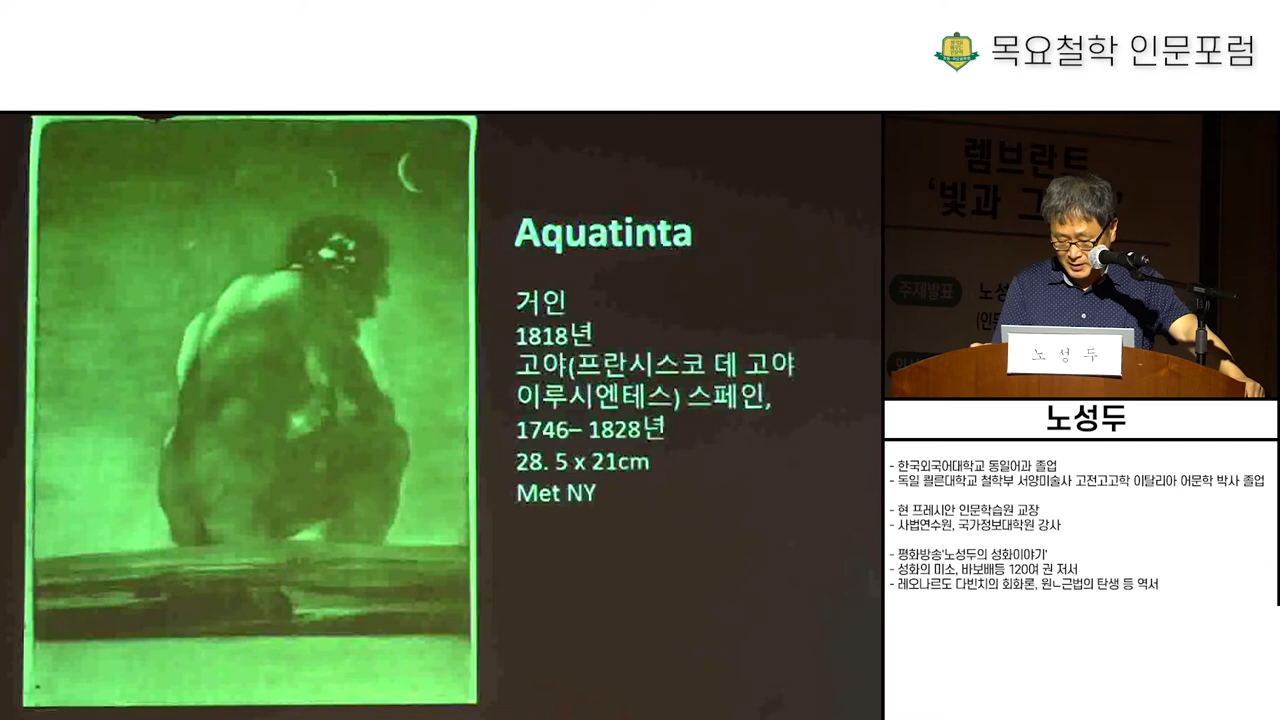 목요철학 인문포럼
Aquatinta
거인
1818년
고야(프란시스코 데 고야
이루시엔테스) 스페인,
1746– 1828년
28. 5 x 21cm
Met NY
렘브란트
'빛과
주제발표
노성
(인문
노 성 두
노성두
- 한국외국어대학교 독일어과 졸업
- 독일 쾰른대학교 철학부 서양미술사 고전고고학 이탈리아 어문학 박사 졸업
- 현 프레시안 인문학습원 교장
- 사법연수원, 국가정보대학원 강사
- 평화방송'노성두의 성화이야기'
- 성화의 미소, 바보배등 120여 권 저서
- 레오나르도 다빈치의 회화론, 원ㄴ근법의 탄생 등 역서